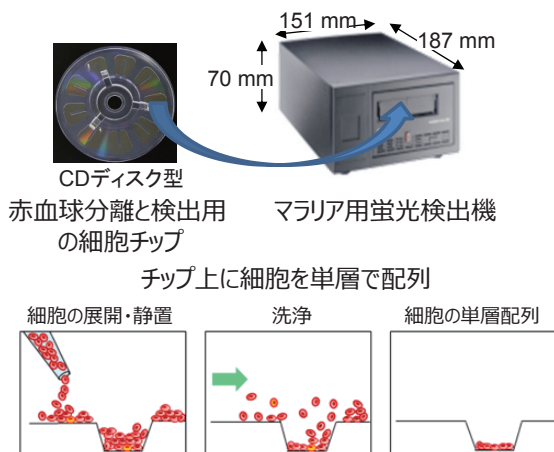 151 mm
187 mm
70 mm
CDディスク型
赤血球分離と検出用
の細胞チップ
マラリア用蛍光検出機
チップ上に細胞を単層で配列
細胞の展開・静置
洗浄
細胞の単層配列